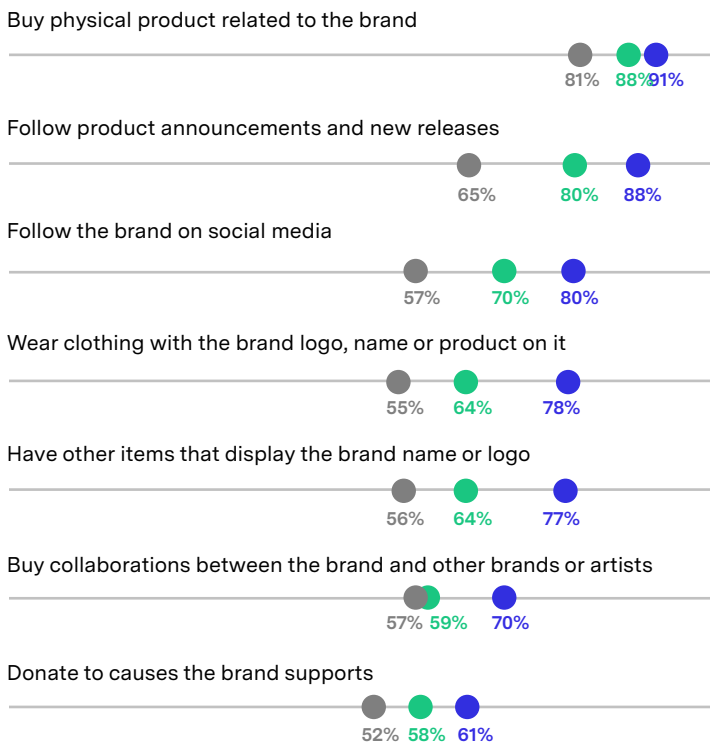 Buy physical product related to the brand
81% 88% 91%
Follow product announcements and new releases
65% 80% 88%
Follow the brand on social media
57% 70% 80%
Wear clothing with the brand logo, name or product on it
55% 64% 78%
Have other items that display the brand name or logo
56% 64% 77%
Buy collaborations between the brand and other brands or artists
57% 59% 70%
Donate to causes the brand supports
52% 58% 61%